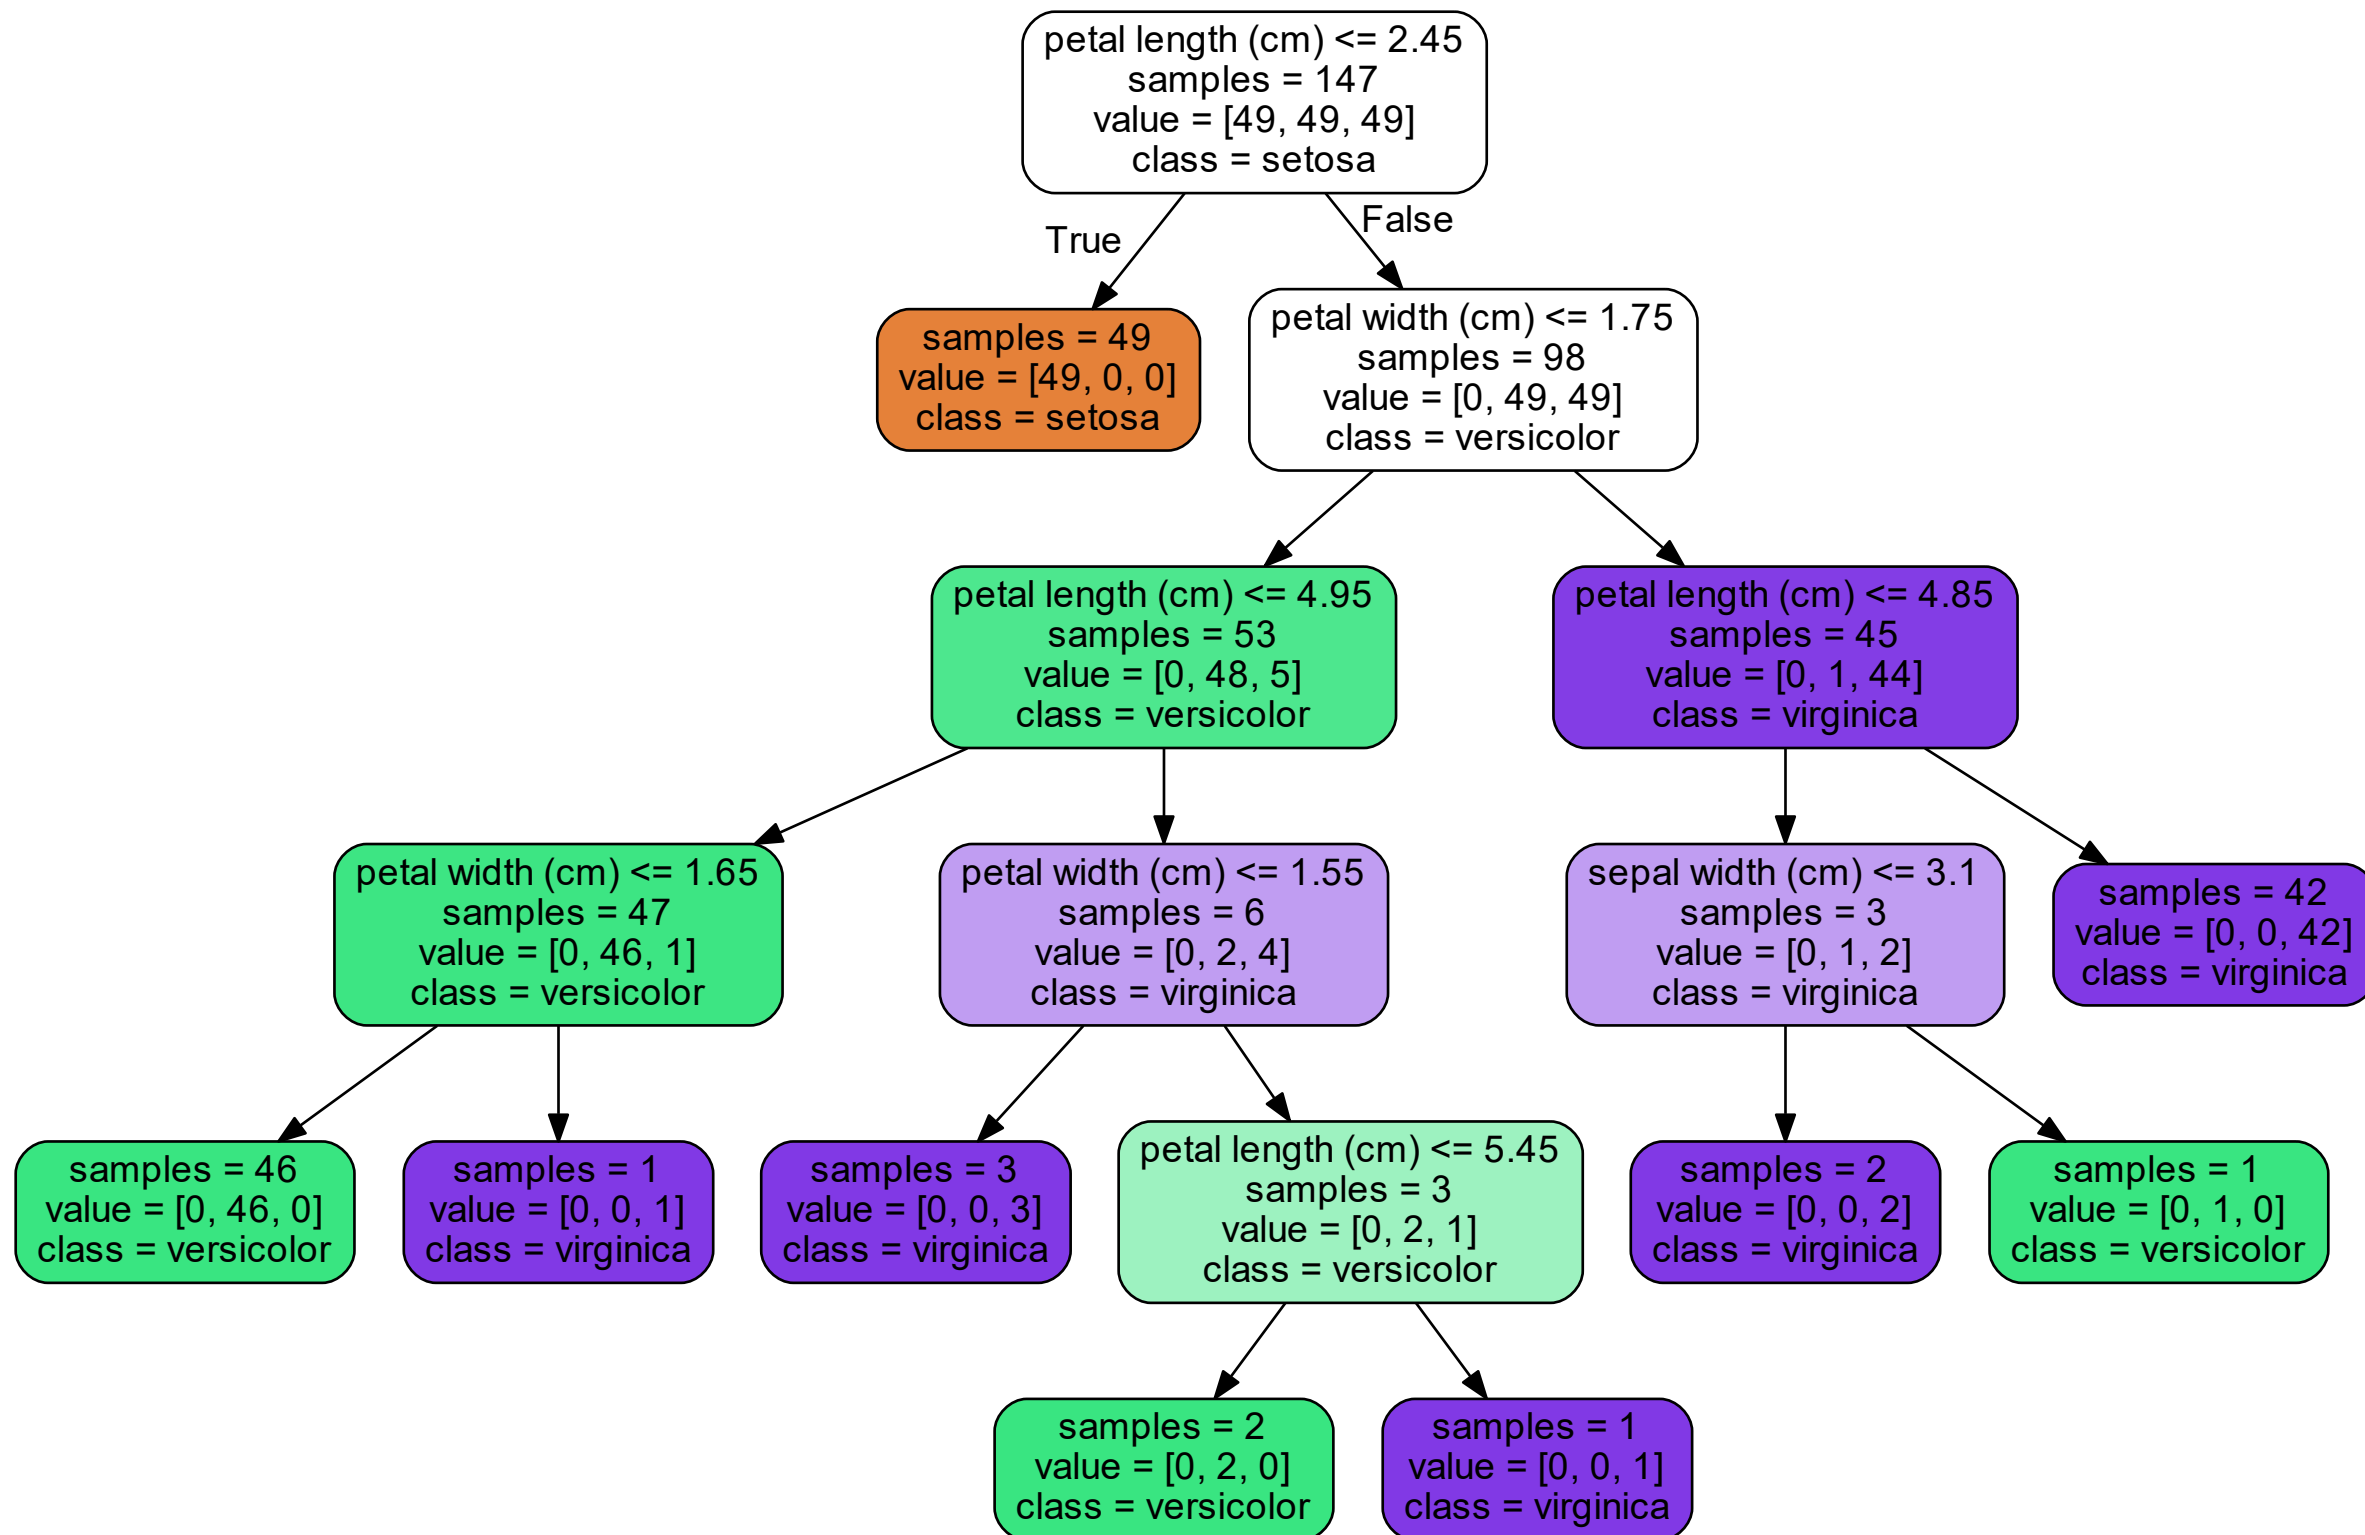 petal length (cm) <= 2.45
samples = 147
value = [49, 49, 49]
class = setosa
True
False
samples = 49
value = [49, 0, 0]
class = setosa
petal width (cm) <= 1.75
samples = 98
value = [0, 49, 49]
class = versicolor
petal length (cm) <= 4.95
samples = 53
value = [0, 48, 5]
class = versicolor
petal length (cm) <= 4.85
samples = 45
value = [0, 1, 44]
class = virginica
petal width (cm) <= 1.65
samples = 47
value = [0, 46, 1]
class = versicolor
petal width (cm) <= 1.55
samples = 6
value = [0, 2, 4]
class = virginica
sepal width (cm) <= 3.1
samples = 3
value = [0, 1, 2]
class = virginica
samples = 42
value = [0, 0, 42]
class = virginica
samples = 46
value = [0, 46, 0]
class = versicolor
samples = 1
value = [0, 0, 1]
class = virginica
samples = 3
value = [0, 0, 3]
class = virginica
petal length (cm) <= 5.45
samples = 3
value = [0, 2, 1]
class = versicolor
samples = 2
value = [0, 0, 2]
class = virginica
samples = 1
value = [0, 1, 0]
class = versicolor
samples = 2
value = [0, 2, 0]
class = versicolor
samples = 1
value = [0, 0, 1]
class = virginica